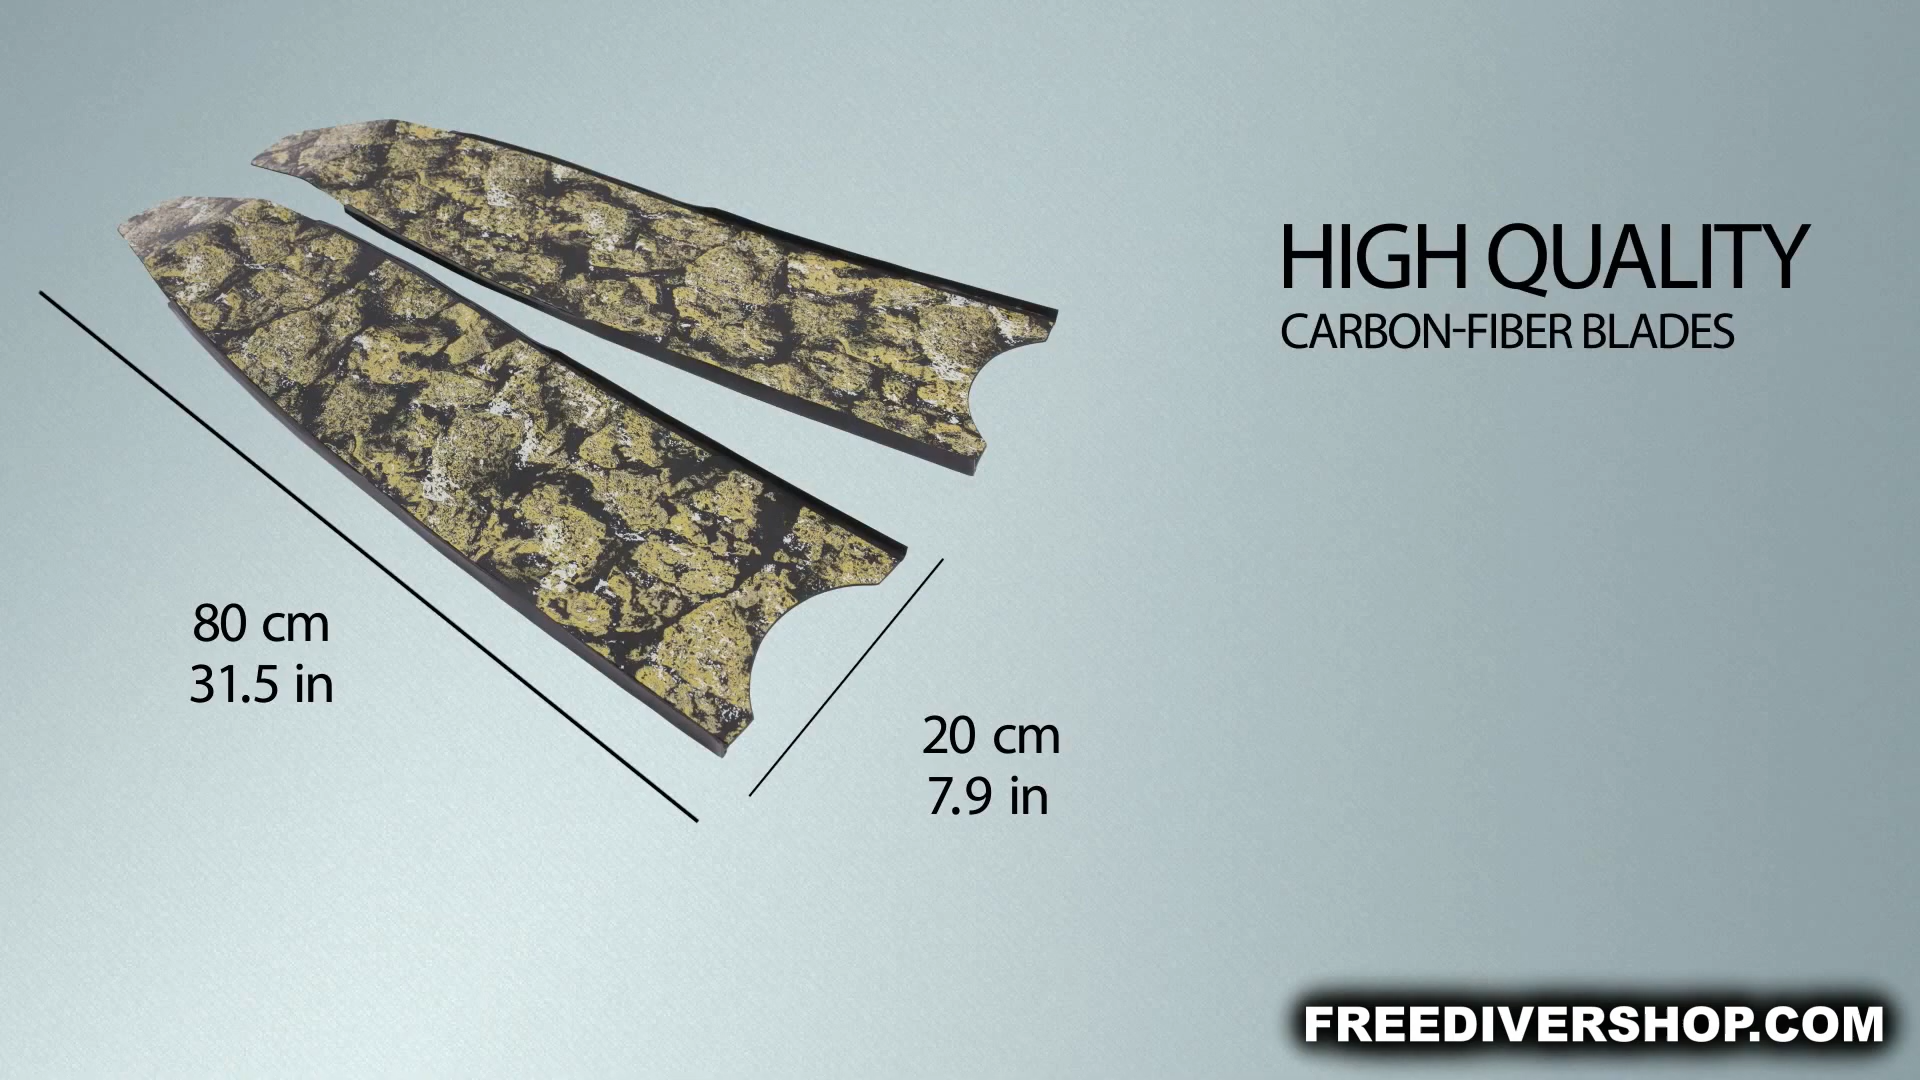 HIGH QUALITY
CARBON-FIBER BLADES
80 cm
31.5 in
20 cm
7.9 in
FREEDIVERSHOP.COM